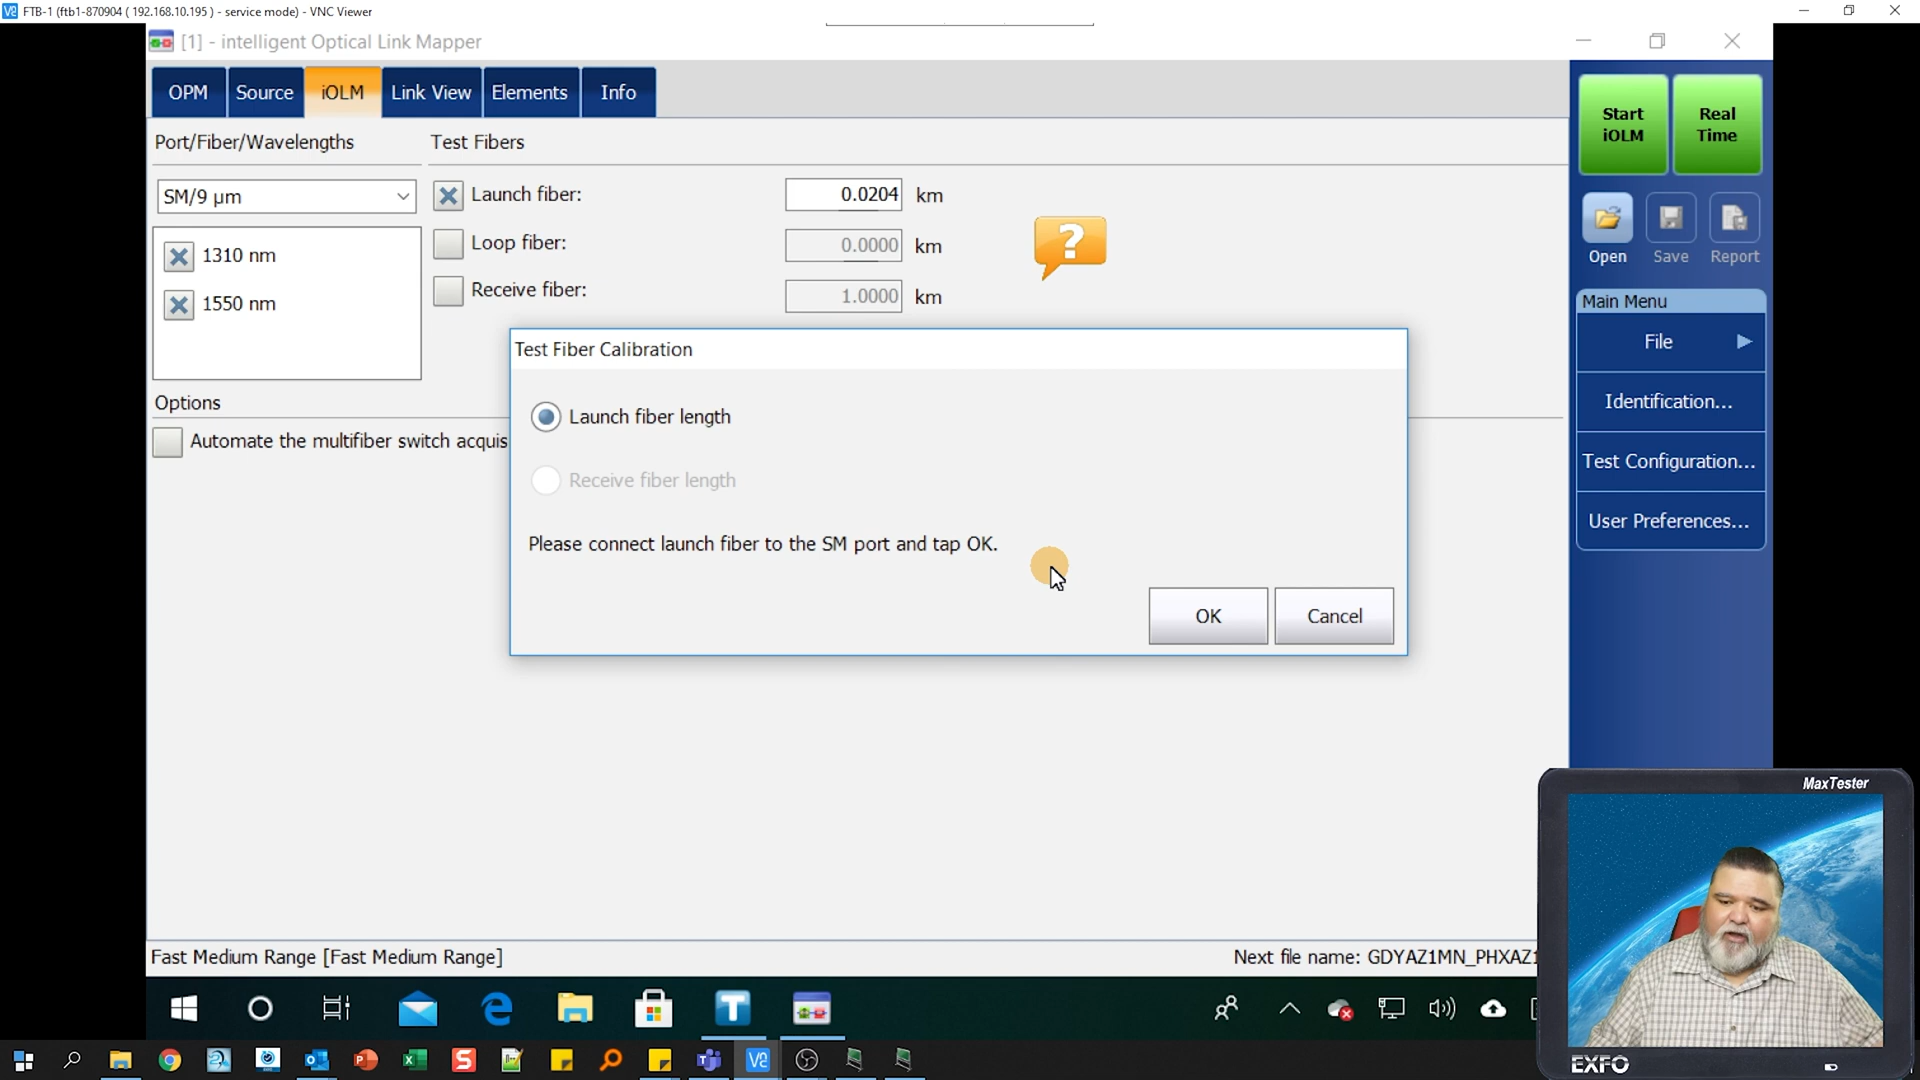 FTB-1 (ftb1-870904 ( 192.168.10.195 ) - service mode) - VNC Viewer
[1] - intelligent Optical Link Mapper
OPM
Source
iOLM
Link View
Elements
Info
Start
iOLM
Real
Time
Port/Fiber/Wavelengths
Test Fibers
SM/9 µm
Launch fiber:
0.0204
km
Loop fiber:
0.0000
km
Receive fiber:
1.0000
km
1310 nm
1550 nm
?
Open
Save
Report
Main Menu
File
Identification...
Test Configuration...
User Preferences...
Test Fiber Calibration
Launch fiber length
Receive fiber length
Please connect launch fiber to the SM port and tap OK.
OK
Cancel
Options
Automate the multifiber switch acquis
MaxTester
Fast Medium Range [Fast Medium Range]
Next file name: GDYAZ1MN_PHXAZ1
EXFO